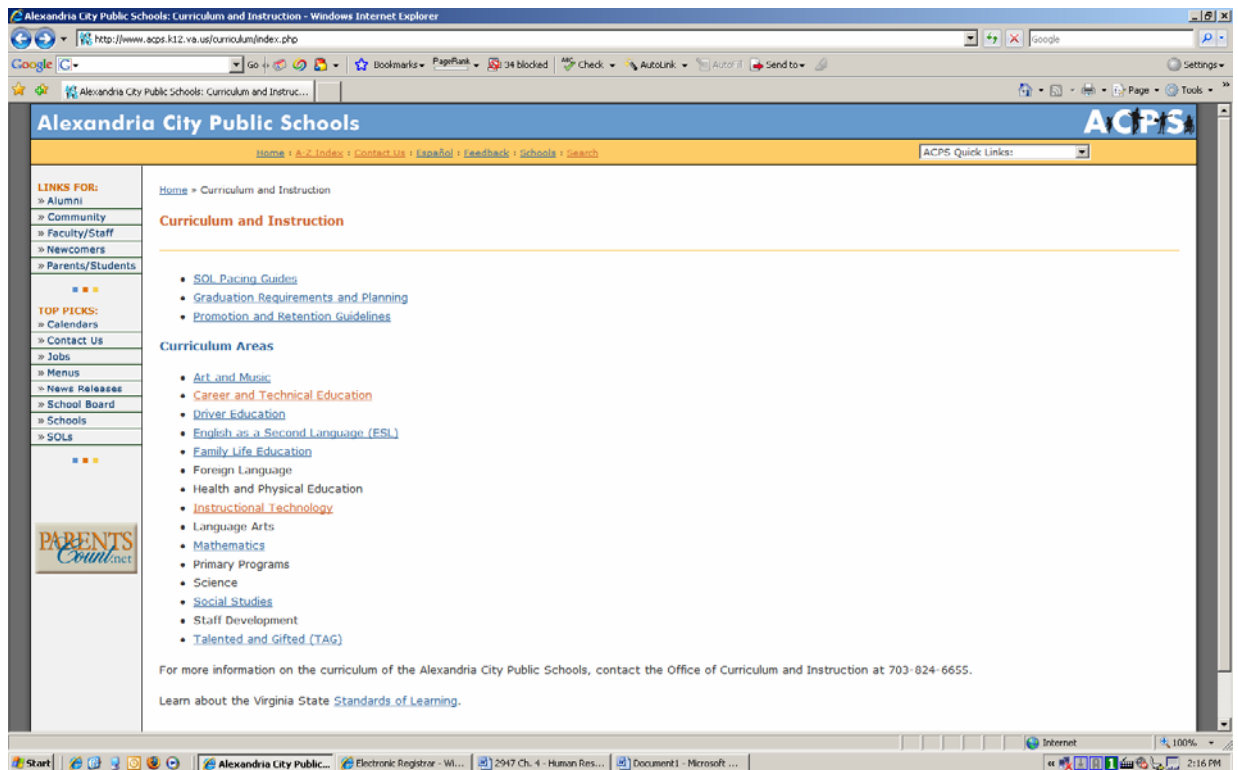 Alexandria City Public Schools: Curriculum and Instruction - Windows Internet Explorer
http://www.acps.k12.va.us/curriculum/index.php
Google
Google G Go Bookmarks PageRank 34 blocked Check AutoLink AutoFill Send to Settings
Alexandria City Public Schools: Curriculum and Instruc... Page Tools
Alexandria City Public Schools
ACPS
Home : A-Z Index : Contact Us : Español : Feedback : Schools : Search
ACPS Quick Links:
LINKS FOR:
» Alumni
» Community
» Faculty/Staff
» Newcomers
» Parents/Students
TOP PICKS:
» Calendars
» Contact Us
» Jobs
» Menus
» News Releases
» School Board
» Schools
» SOLs
PARENTS
Count.net
Home » Curriculum and Instruction
Curriculum and Instruction
• SOL Pacing Guides
• Graduation Requirements and Planning
• Promotion and Retention Guidelines
Curriculum Areas
• Art and Music
• Career and Technical Education
• Driver Education
• English as a Second Language (ESL)
• Family Life Education
• Foreign Language
• Health and Physical Education
• Instructional Technology
• Language Arts
• Mathematics
• Primary Programs
• Science
• Social Studies
• Staff Development
• Talented and Gifted (TAG)
For more information on the curriculum of the Alexandria City Public Schools, contact the Office of Curriculum and Instruction at 703-824-6655.
Learn about the Virginia State Standards of Learning.
Internet 100%
Start Alexandria City Public... Electronic Registrar - Wi... 2947 Ch. 4 - Human Res... Document1 - Microsoft ... 2:16 PM